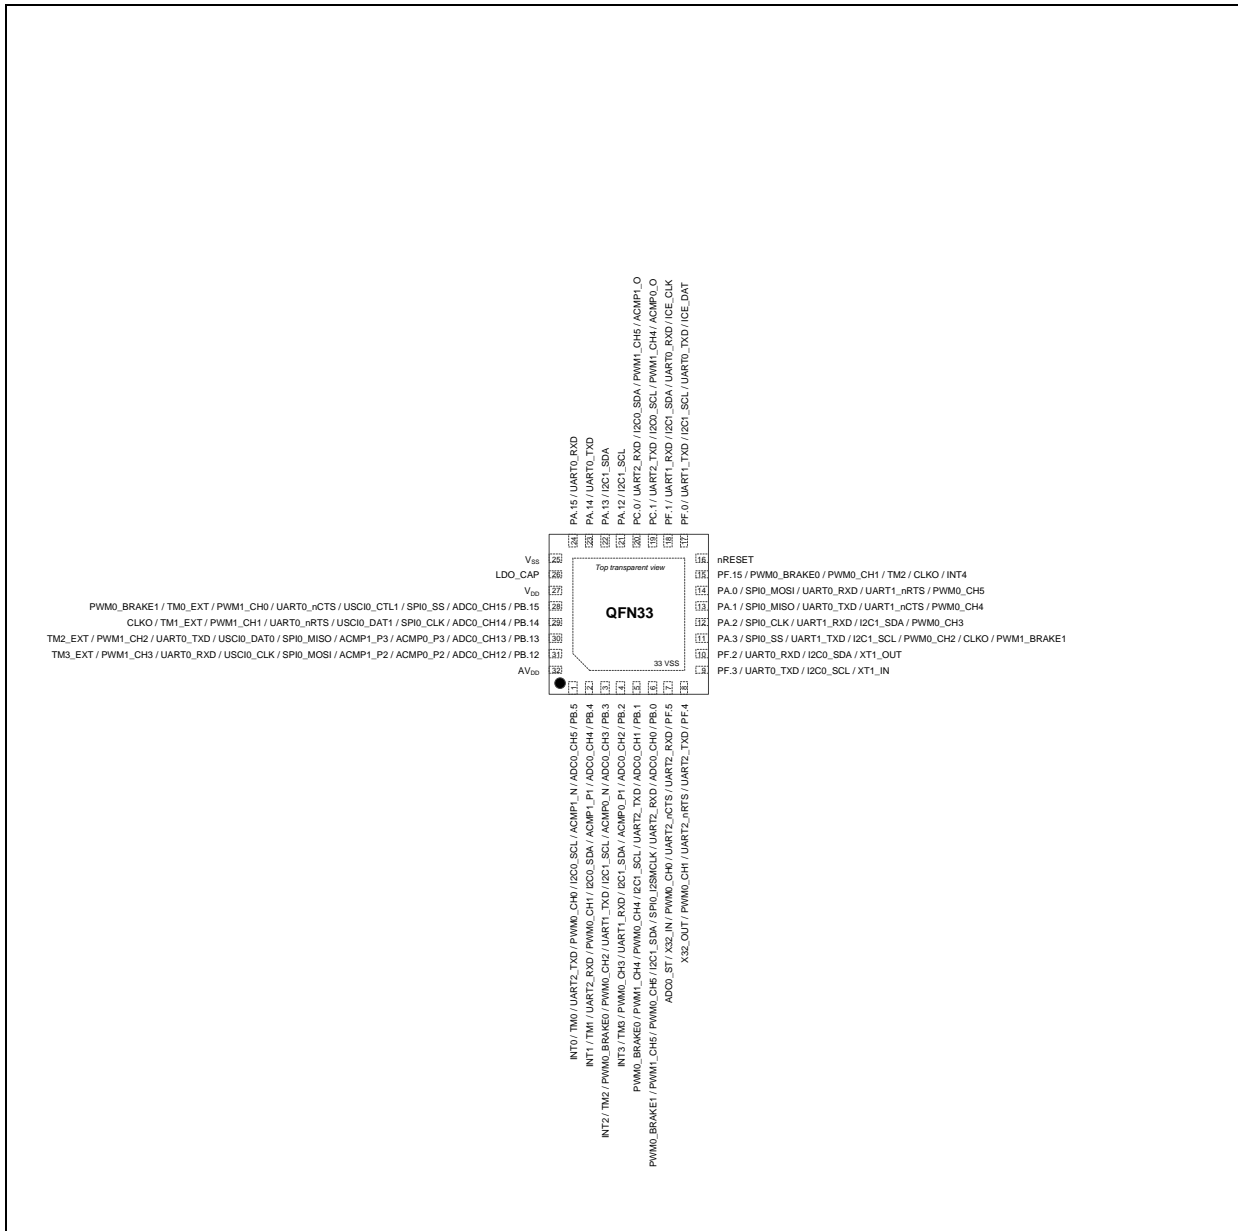 PA.15 / UART0_RXD
PA.14 / UART0_TXD
PA.13 / I2C1_SDA
PA.12 / I2C1_SCL
PC.0 / UART2_RXD / I2C0_SDA / PWM1_CH5 / ACMP1_O
PC.1 / UART2_TXD / I2C0_SCL / PWM1_CH4 / ACMP0_O
PF.1 / UART1_RXD / I2C1_SDA / UART0_RXD / ICE_CLK
PF.0 / UART1_TXD / I2C1_SCL / UART0_TXD / ICE_DAT
24
23
22
21
20
19
18
17
VSS 25
LDO_CAP 26
VDD 27
PWM0_BRAKE1 / TM0_EXT / PWM1_CH0 / UART0_nCTS / USCI0_CTL1 / SPI0_SS / ADC0_CH15 / PB.15 28
CLKO / TM1_EXT / PWM1_CH1 / UART0_nRTS / USCI0_DAT1 / SPI0_CLK / ADC0_CH14 / PB.14 29
TM2_EXT / PWM1_CH2 / UART0_TXD / USCI0_DAT0 / SPI0_MISO / ACMP1_P3 / ACMP0_P3 / ADC0_CH13 / PB.13 30
TM3_EXT / PWM1_CH3 / UART0_RXD / USCI0_CLK / SPI0_MOSI / ACMP1_P2 / ACMP0_P2 / ADC0_CH12 / PB.12 31
AVDD 32
Top transparent view
QFN33
33 VSS
16 nRESET
15 PF.15 / PWM0_BRAKE0 / PWM0_CH1 / TM2 / CLKO / INT4
14 PA.0 / SPI0_MOSI / UART0_RXD / UART1_nRTS / PWM0_CH5
13 PA.1 / SPI0_MISO / UART0_TXD / UART1_nCTS / PWM0_CH4
12 PA.2 / SPI0_CLK / UART1_RXD / I2C1_SDA / PWM0_CH3
11 PA.3 / SPI0_SS / UART1_TXD / I2C1_SCL / PWM0_CH2 / CLKO / PWM1_BRAKE1
10 PF.2 / UART0_RXD / I2C0_SDA / XT1_OUT
9 PF.3 / UART0_TXD / I2C0_SCL / XT1_IN
1
2
3
4
5
6
7
8
INT0 / TM0 / UART2_TXD / PWM0_CH0 / I2C0_SCL / ACMP1_N / ADC0_CH5 / PB.5
INT1 / TM1 / UART2_RXD / PWM0_CH1 / I2C0_SDA / ACMP1_P1 / ADC0_CH4 / PB.4
INT2 / TM2 / PWM0_BRAKE0 / PWM0_CH2 / UART1_TXD / I2C1_SCL / ACMP0_N / ADC0_CH3 / PB.3
INT3 / TM3 / PWM0_CH3 / UART1_RXD / I2C1_SDA / ACMP0_P1 / ADC0_CH2 / PB.2
PWM0_BRAKE0 / PWM1_CH4 / PWM0_CH4 / I2C1_SCL / UART2_TXD / ADC0_CH1 / PB.1
PWM0_BRAKE1 / PWM1_CH5 / PWM0_CH5 / I2C1_SDA / SPI0_I2SMCLK / UART2_RXD / ADC0_CH0 / PB.0
ADC0_ST / X32_IN / PWM0_CH0 / UART2_nCTS / UART2_RXD / PF.5
X32_OUT / PWM0_CH1 / UART2_nRTS / UART2_TXD / PF.4